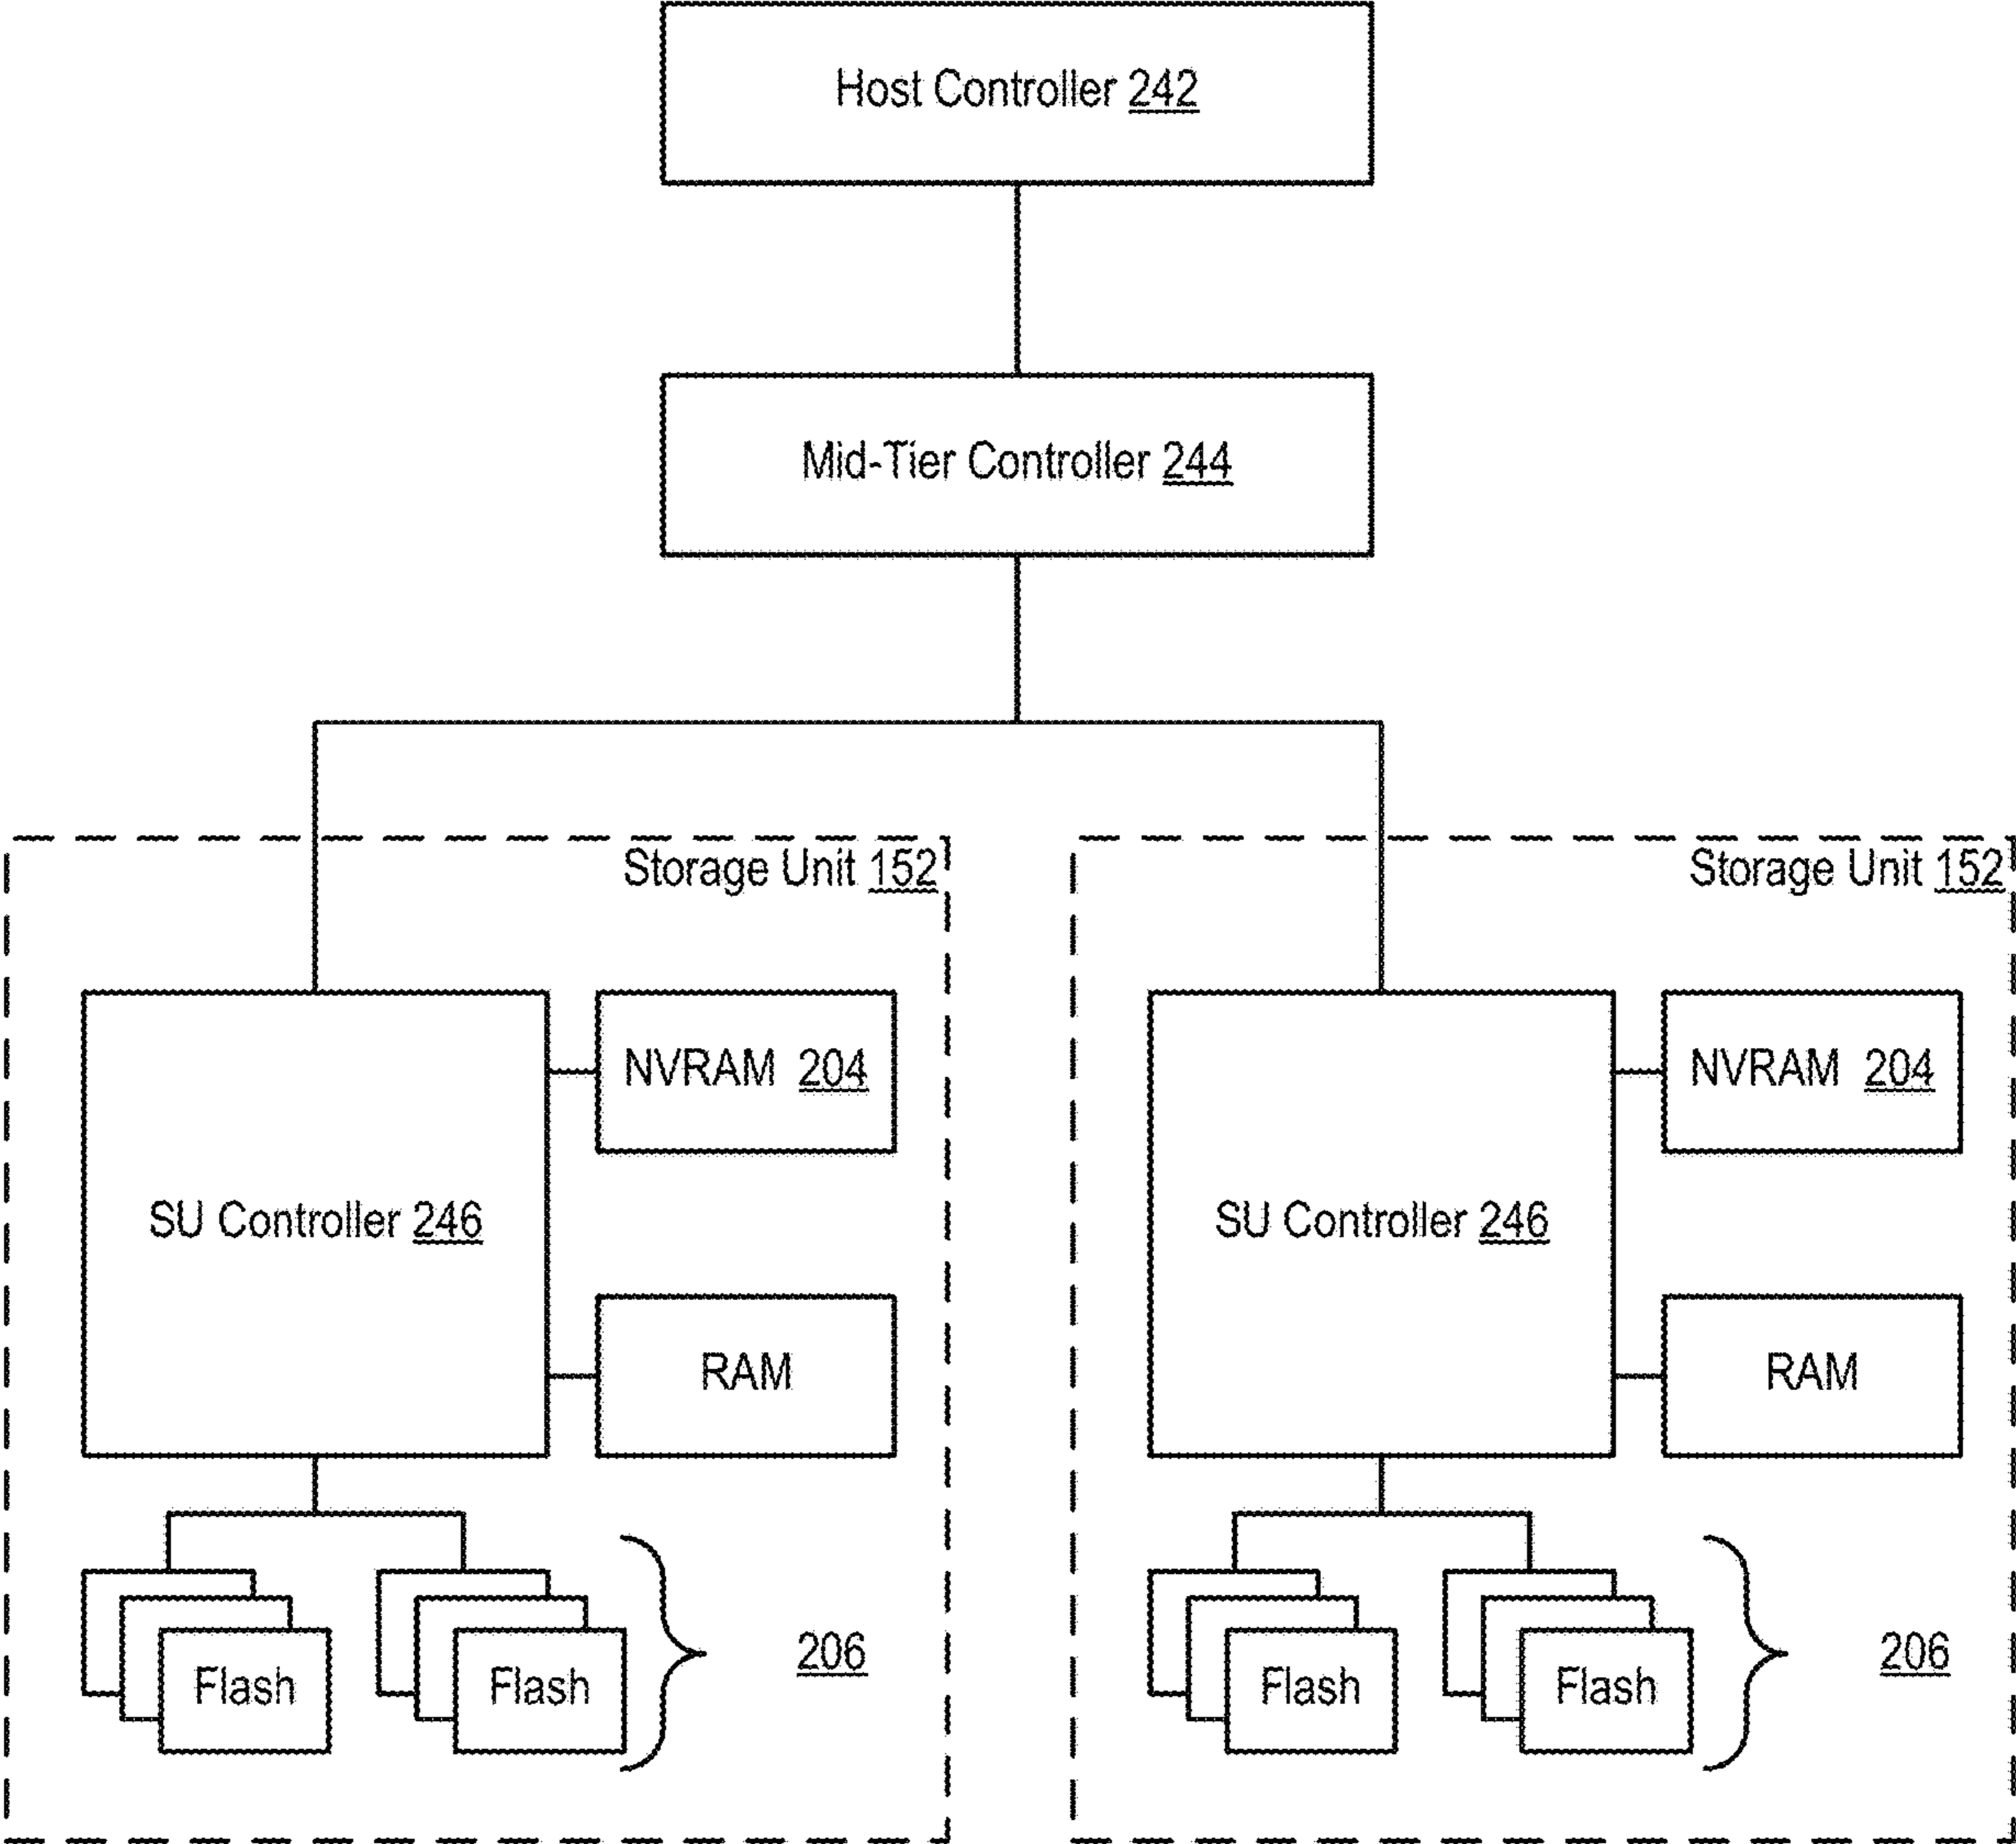 Host Controller 242
Mid-Tier Controller 244
Storage Unit 152
Storage Unit 152
NVRAM 204
NVRAM 204
SU Controller 246
SU Controller 246
RAM
RAM
Flash
Flash
206
Flash
Flash
206